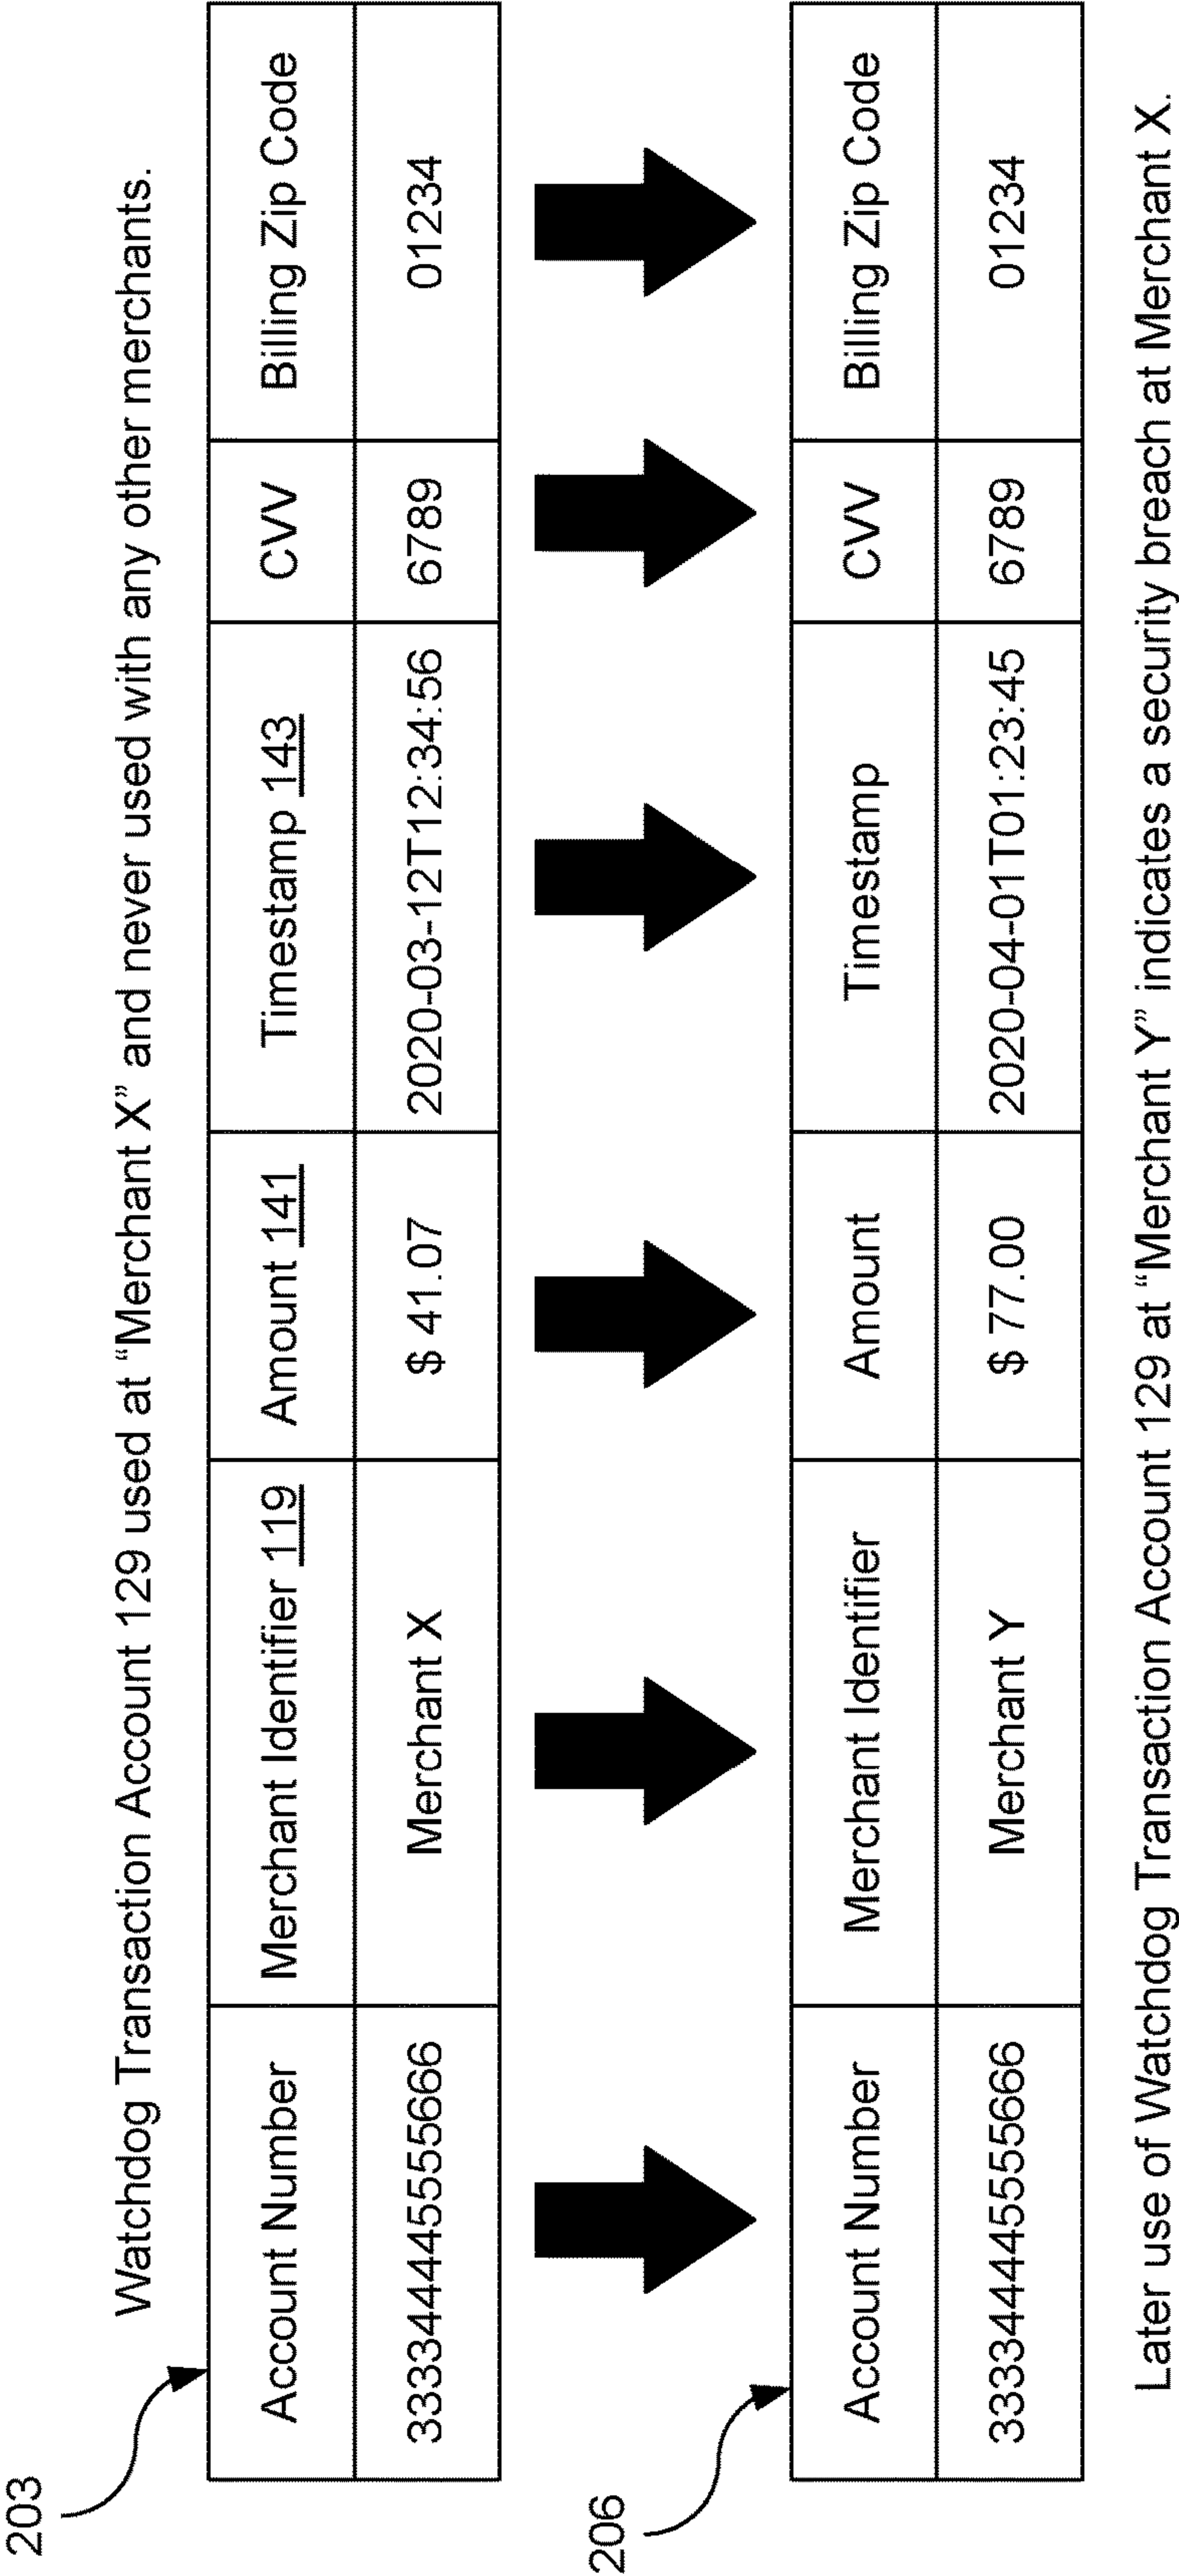 Watchdog Transaction Account 129 used at “Merchant X” and never used with any other merchants.
203
Account Number Merchant Identifier 119 Amount 141 Timestamp 143 CVV Billing Zip Code
333344445555666 Merchant X $ 41.07 2020-03-12T12:34:56 6789 01234
206
Account Number Merchant Identifier Amount Timestamp CVV Billing Zip Code
333344445555666 Merchant Y $ 77.00 2020-04-01T01:23:45 6789 01234
Later use of Watchdog Transaction Account 129 at “Merchant Y” indicates a security breach at Merchant X.